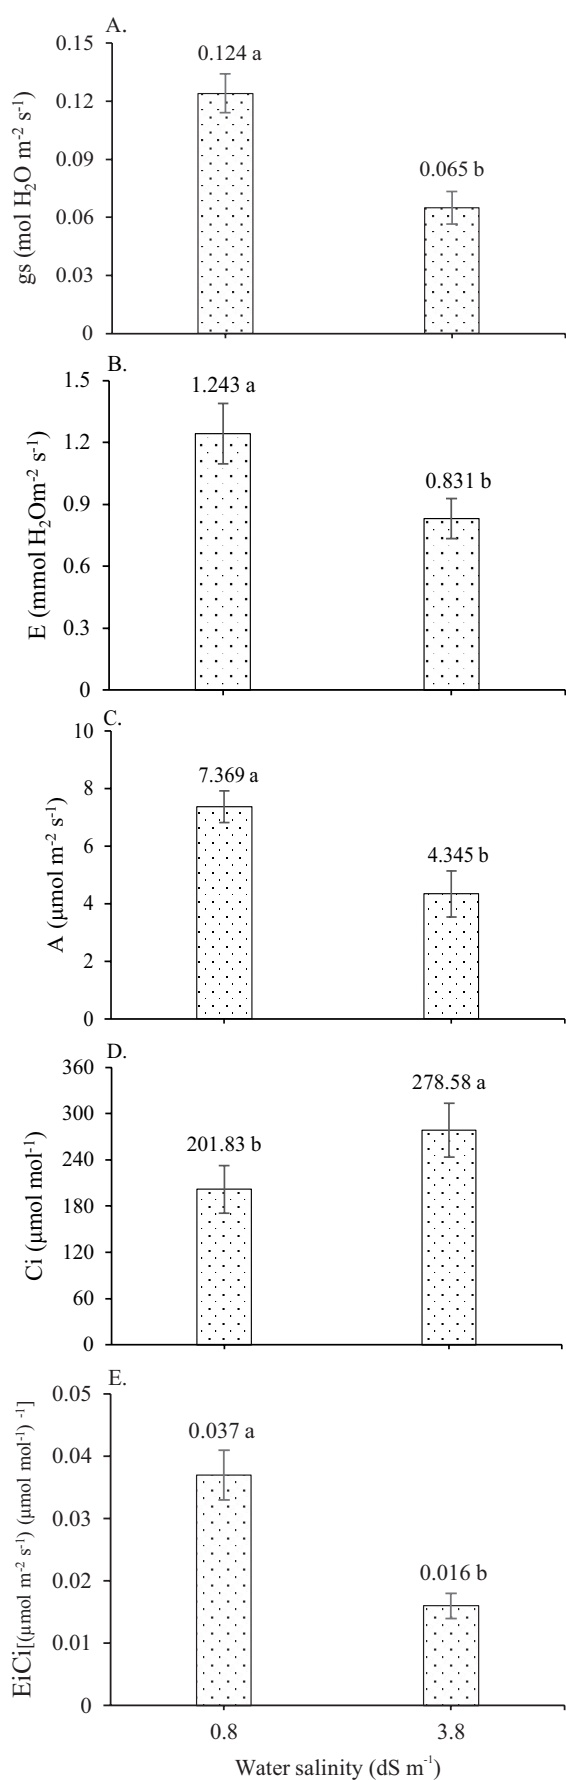 A.
gs (mol H₂O m⁻² s⁻¹)
0.15
0.12
0.09
0.06
0.03
0
0.124 a
0.065 b
B.
E (mmol H₂Om⁻² s⁻¹)
1.5
1.2
0.9
0.6
0.3
0
1.243 a
0.831 b
C.
A (μmol m⁻² s⁻¹)
10
8
6
4
2
0
7.369 a
4.345 b
D.
Ci (μmol mol⁻¹)
360
300
240
180
120
60
0
201.83 b
278.58 a
E.
EiCi[(μmol m⁻² s⁻¹) (μmol mol⁻¹) ⁻¹]
0.05
0.04
0.03
0.02
0.01
0
0.037 a
0.016 b
0.8
3.8
Water salinity (dS m⁻¹)